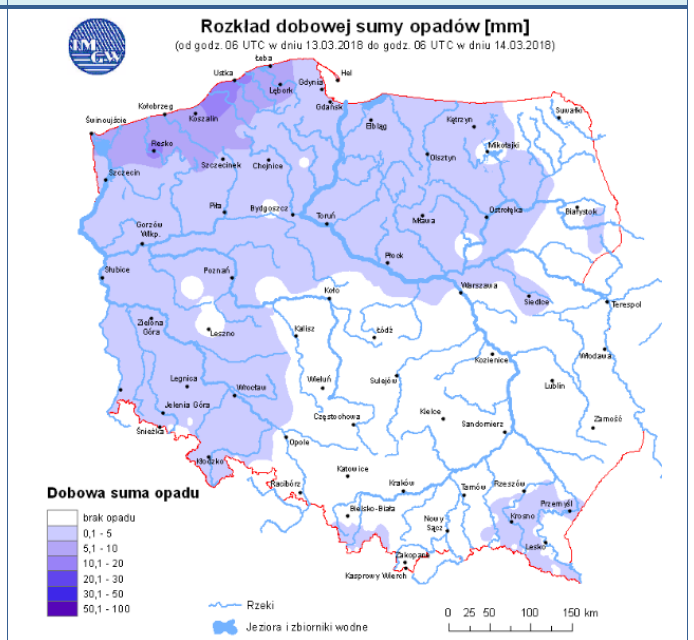 Rozkład dobowej sumy opadów [mm]
(od godz. 06 UTC w dniu 13.03.2018 do godz. 06 UTC w dniu 14.03.2018)
IM
GW
Łeba
Ustka
Hel
Gdynia
Lębork
Gdańsk
Kołobrzeg
Koszalin
Świnoujście
Suwałki
Elbląg
Kętrzyn
Resko
Mikołajki
Olsztyn
Szczecinek
Chojnice
Szczecin
Piła
Bydgoszcz
Toruń
Mława
Ostrołęka
Białystok
Gorzów
Wlkp.
Płock
Słubice
Poznań
Koło
Warszawa
Siedlce
Terespol
Zielona
Góra
Leszno
Kalisz
Łódź
Kozienice
Włodawa
Legnica
Wrocław
Wieluń
Sulejów
Lublin
Jelenia Góra
Częstochowa
Kielce
Sandomierz
Zamość
Śnieżka
Opole
Kłodzko
Katowice
Racibórz
Kraków
Tarnów
Rzeszów
Bielsko-Biała
Nowy
Sącz
Krosno
Przemyśl
Lesko
Zakopane
Kasprowy Wierch
Dobowa suma opadu
brak opadu
0,1 - 5
5,1 - 10
10,1 - 20
20,1 - 30
30,1 - 50
50,1 - 100
Rzeki
Jeziora i zbiorniki wodne
0 25 50 100 150 km